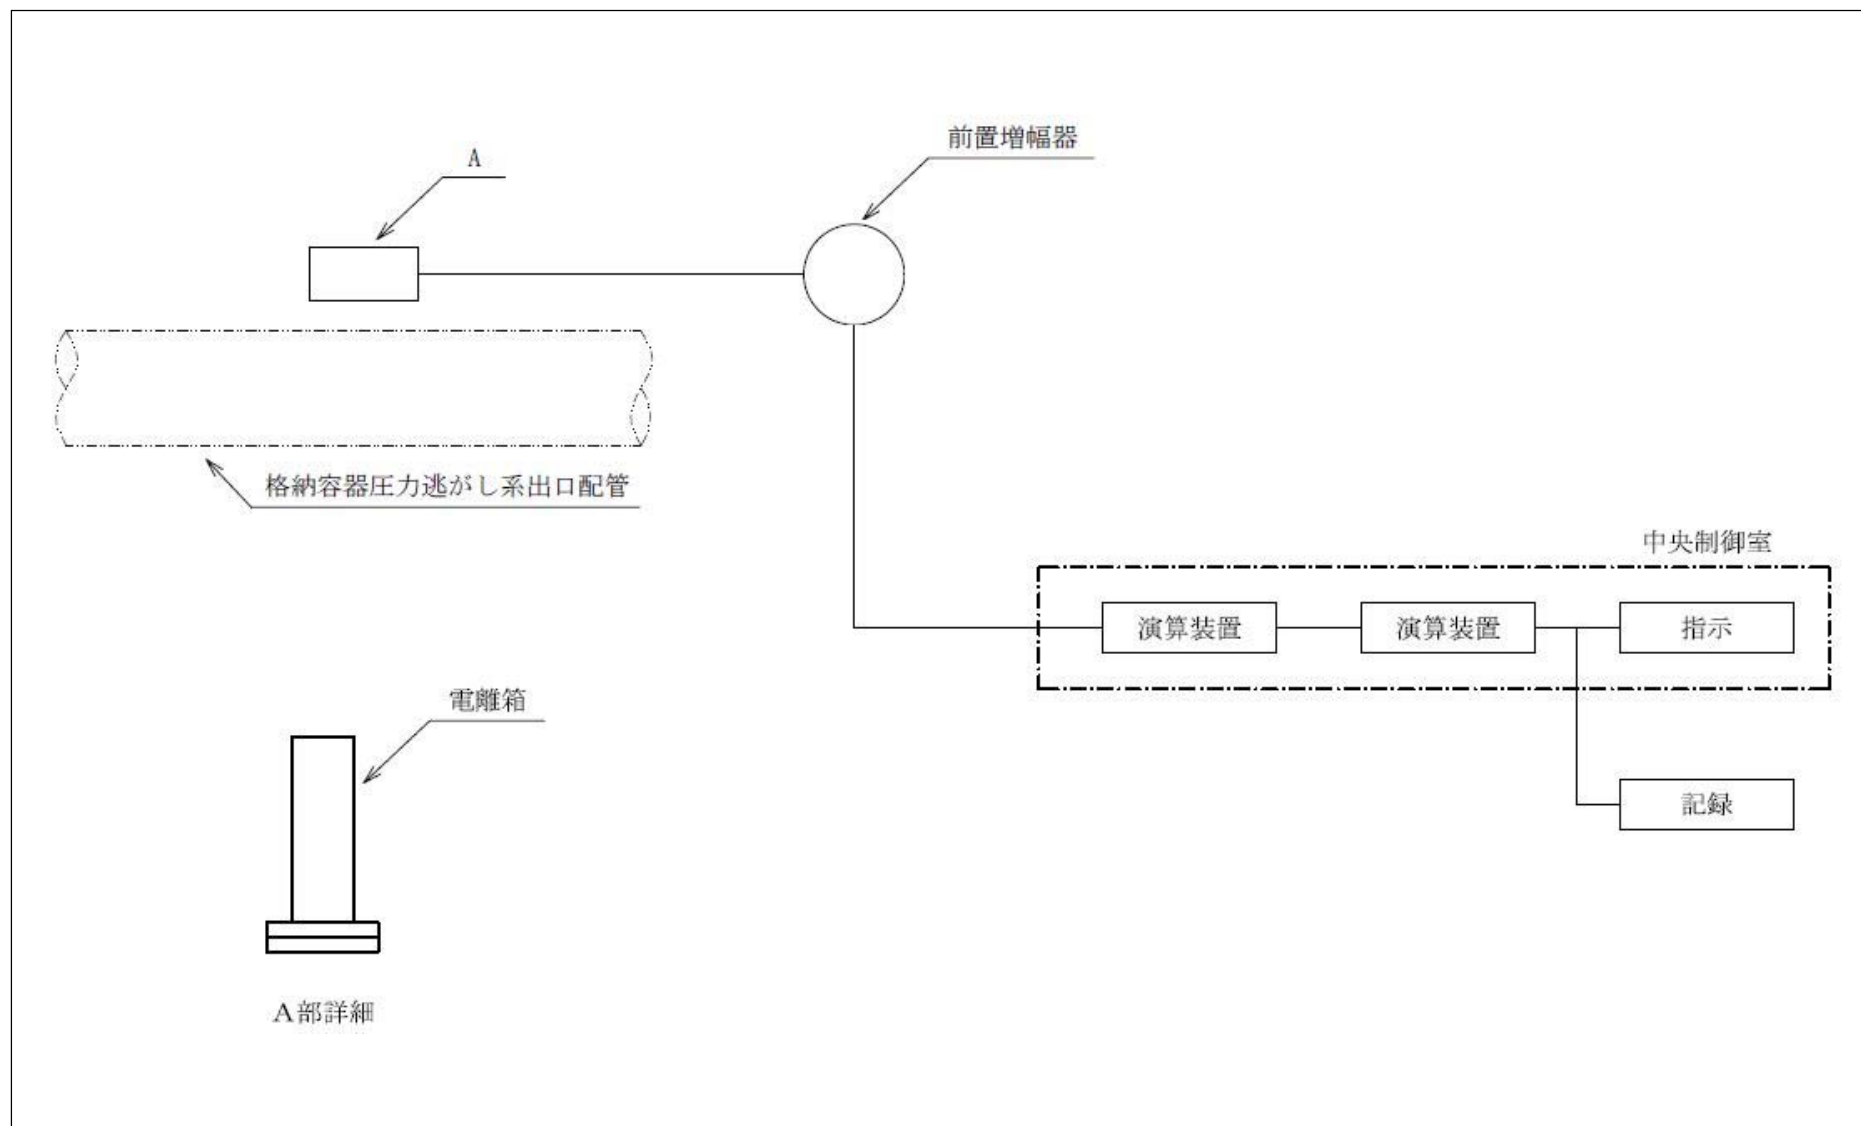 前置増幅器
A
格納容器圧力逃がし系出口配管
中央制御室
演算装置
演算装置
指示
電離箱
記録
A部詳細